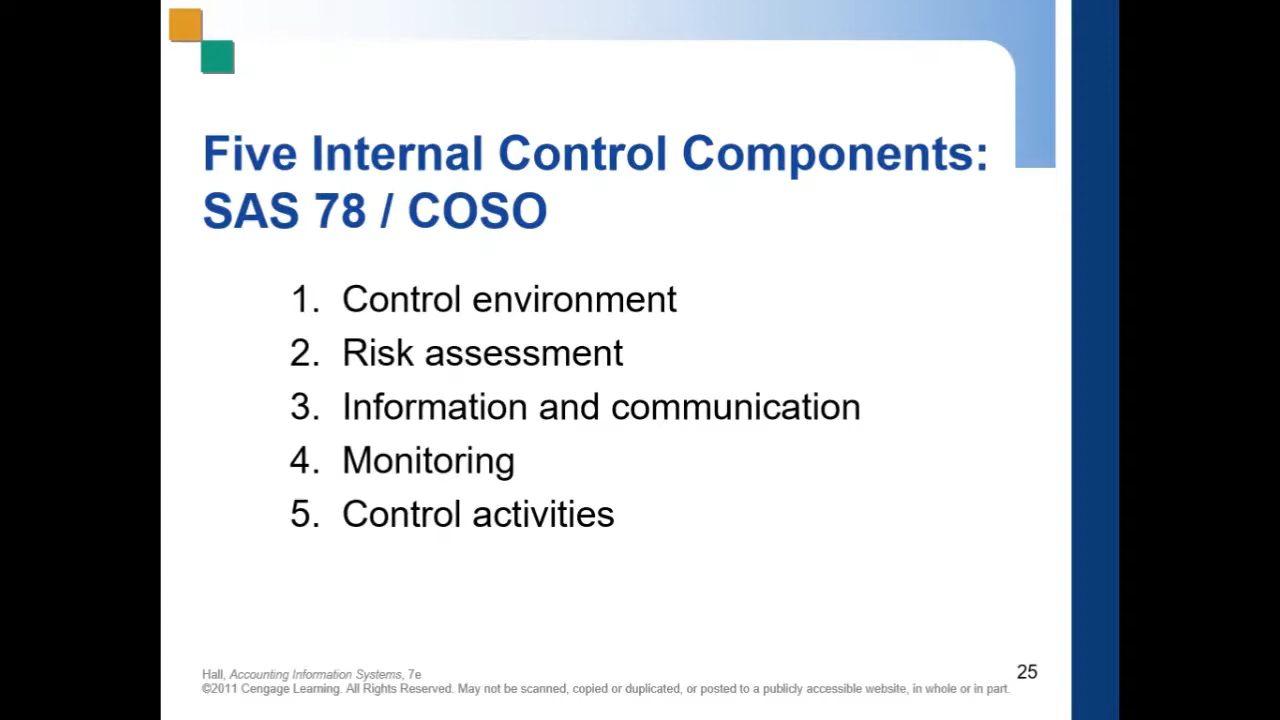 Five Internal Control Components:
SAS 78 / COSO
1. Control environment
2. Risk assessment
3. Information and communication
4. Monitoring
5. Control activities
Hall, Accounting Information Systems, 7e
©2011 Cengage Learning. All Rights Reserved. May not be scanned, copied or duplicated, or posted to a publicly accessible website, in whole or in part.
25